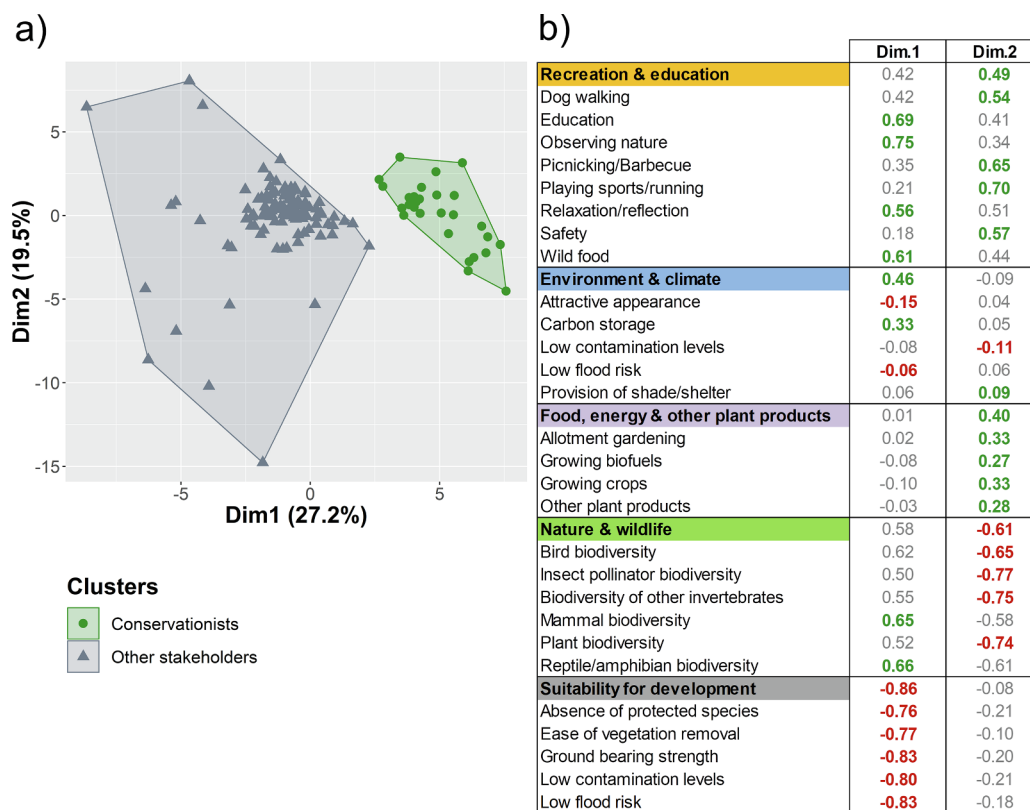 a)
5
0
-5
-10
-15
-5
0
5
Dim2 (19.5%)
Dim1 (27.2%)
Clusters
Conservationists
Other stakeholders
b)
Dim.1 Dim.2
Recreation & education 0.42 0.49
Dog walking 0.42 0.54
Education 0.69 0.41
Observing nature 0.75 0.34
Picnicking/Barbecue 0.35 0.65
Playing sports/running 0.21 0.70
Relaxation/reflection 0.56 0.51
Safety 0.18 0.57
Wild food 0.61 0.44
Environment & climate 0.46 -0.09
Attractive appearance -0.15 0.04
Carbon storage 0.33 0.05
Low contamination levels -0.08 -0.11
Low flood risk -0.06 0.06
Provision of shade/shelter 0.06 0.09
Food, energy & other plant products 0.01 0.40
Allotment gardening 0.02 0.33
Growing biofuels -0.08 0.27
Growing crops -0.10 0.33
Other plant products -0.03 0.28
Nature & wildlife 0.58 -0.61
Bird biodiversity 0.62 -0.65
Insect pollinator biodiversity 0.50 -0.77
Biodiversity of other invertebrates 0.55 -0.75
Mammal biodiversity 0.65 -0.58
Plant biodiversity 0.52 -0.74
Reptile/amphibian biodiversity 0.66 -0.61
Suitability for development -0.86 -0.08
Absence of protected species -0.76 -0.21
Ease of vegetation removal -0.77 -0.10
Ground bearing strength -0.83 -0.20
Low contamination levels -0.80 -0.21
Low flood risk -0.83 -0.18